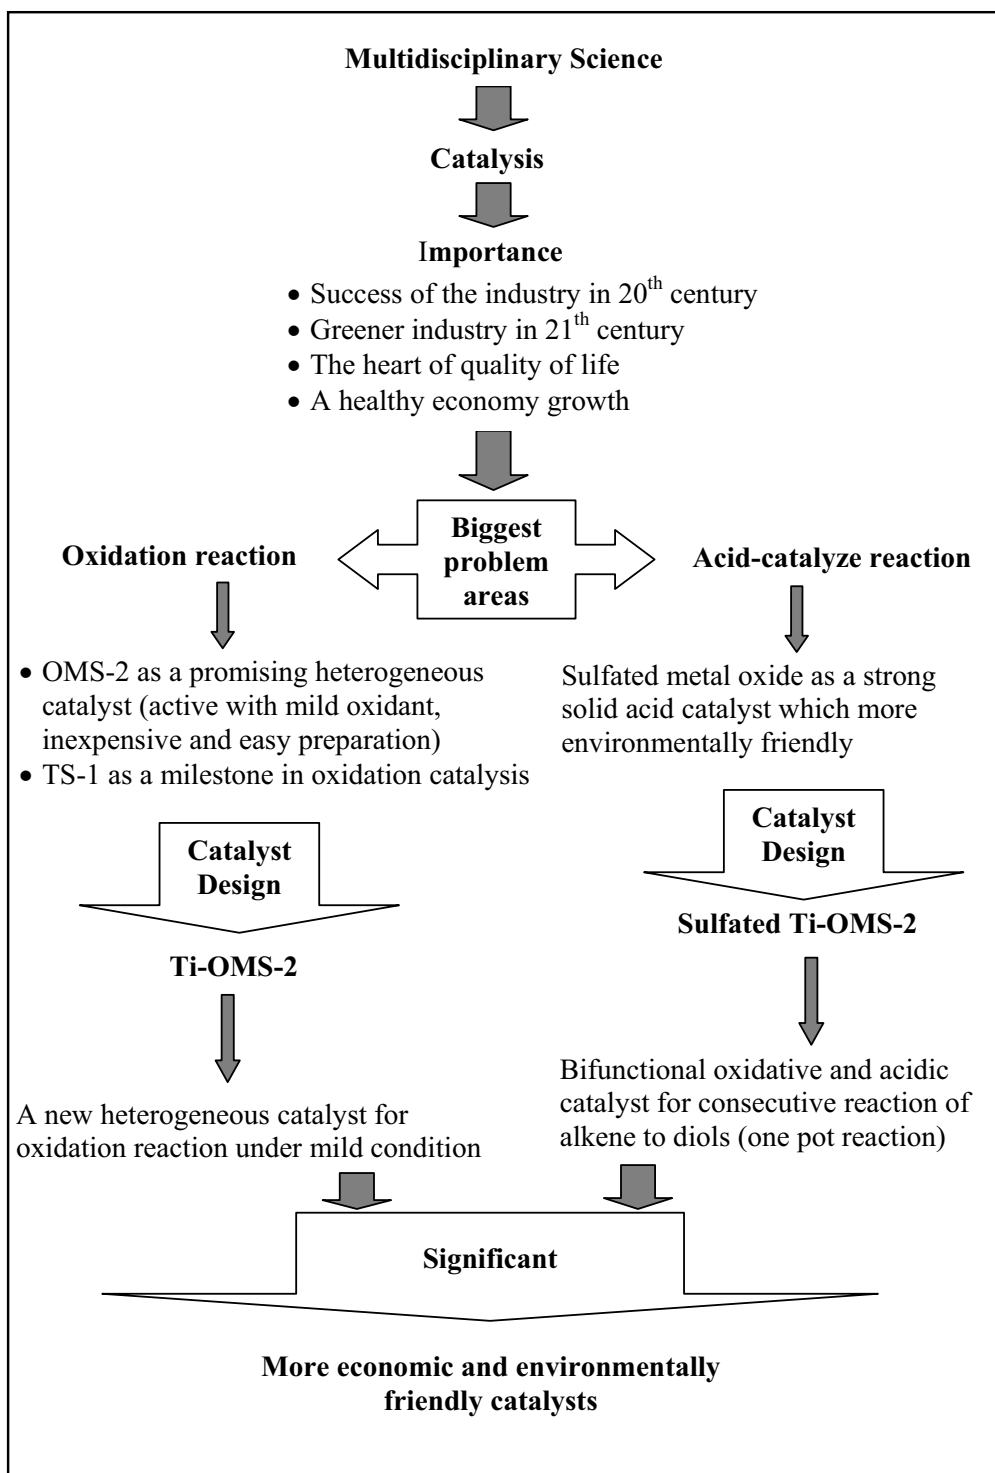 Multidisciplinary Science
Catalysis
Importance
• Success of the industry in 20th century
• Greener industry in 21th century
• The heart of quality of life
• A healthy economy growth
Biggest
problem
areas
Oxidation reaction
• OMS-2 as a promising heterogeneous
catalyst (active with mild oxidant,
inexpensive and easy preparation)
• TS-1 as a milestone in oxidation catalysis
Catalyst
Design
Ti-OMS-2
A new heterogeneous catalyst for
oxidation reaction under mild condition
Acid-catalyze reaction
Sulfated metal oxide as a strong
solid acid catalyst which more
environmentally friendly
Catalyst
Design
Sulfated Ti-OMS-2
Bifunctional oxidative and acidic
catalyst for consecutive reaction of
alkene to diols (one pot reaction)
Significant
More economic and environmentally
friendly catalysts